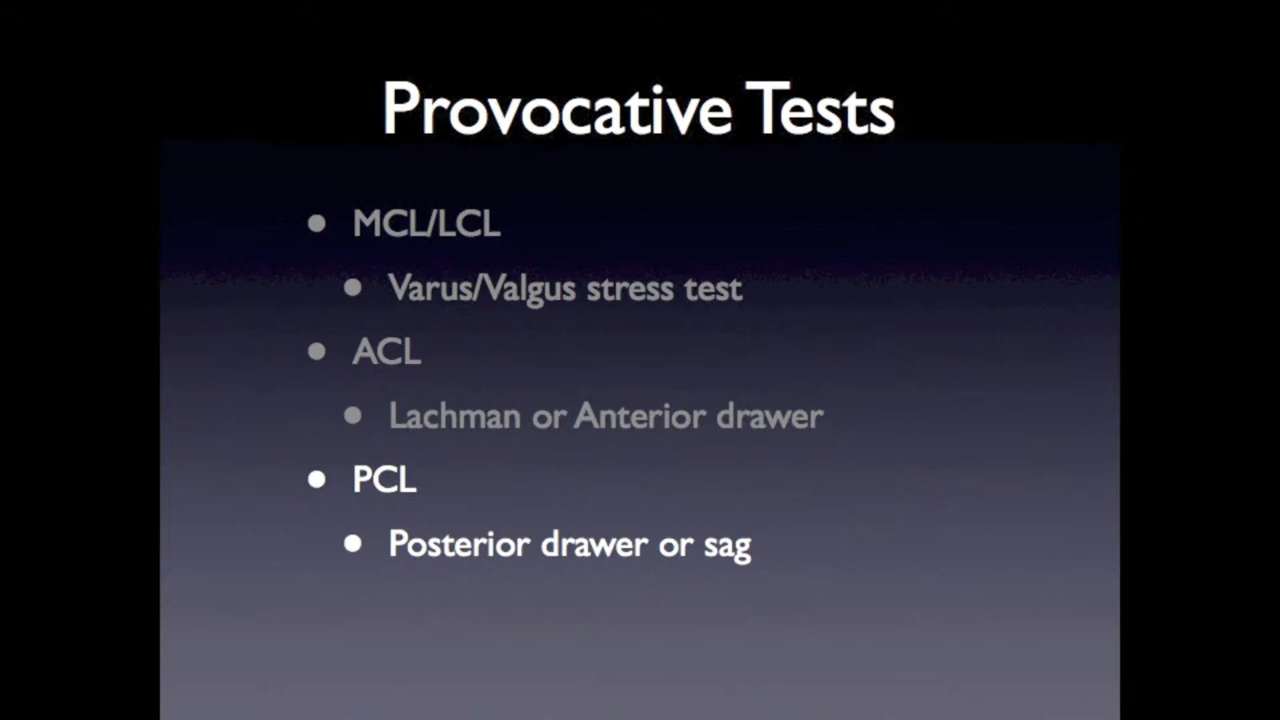 Provocative Tests
• MCL/LCL
• Varus/Valgus stress test
• ACL
• Lachman or Anterior drawer
• PCL
• Posterior drawer or sag